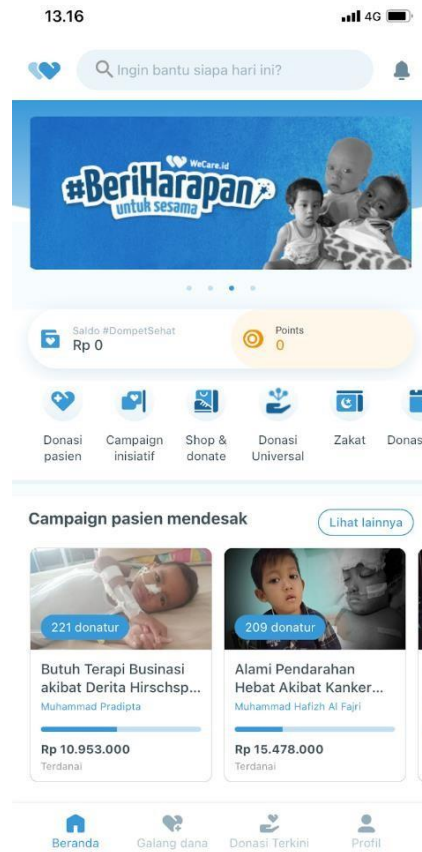 13.16
4G
Ingin bantu siapa hari ini?
WeCare.id
#BeriHarapan
untuk sesama
Saldo #DompetSehat
Rp 0
Points
0
Donasi
pasien
Campaign
inisiatif
Shop &
donate
Donasi
Universal
Zakat
Donas
Campaign pasien mendesak
Lihat lainnya
221 donatur
Butuh Terapi Businasi
akibat Derita Hirschsp...
Muhammad Pradipta
Rp 10.953.000
Terdanai
209 donatur
Alami Pendarahan
Hebat Akibat Kanker...
Muhammad Hafizh Al Fajri
Rp 15.478.000
Terdanai
Beranda
Galang dana
Donasi Terkini
Profil